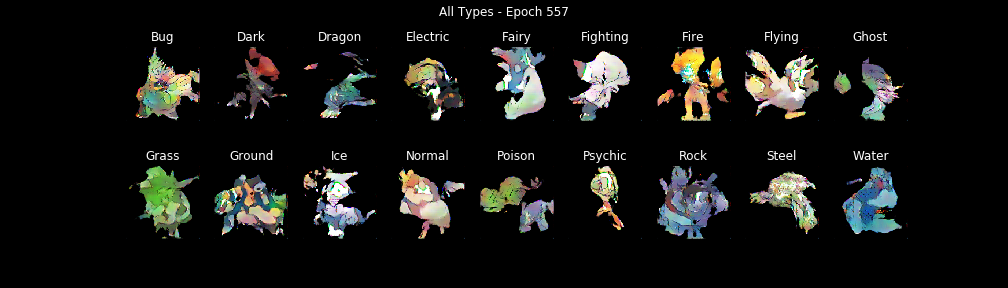 All Types - Epoch 557
Bug Dark Dragon Electric Fairy Fighting Fire Flying Ghost
Grass Ground Ice Normal Poison Psychic Rock Steel Water